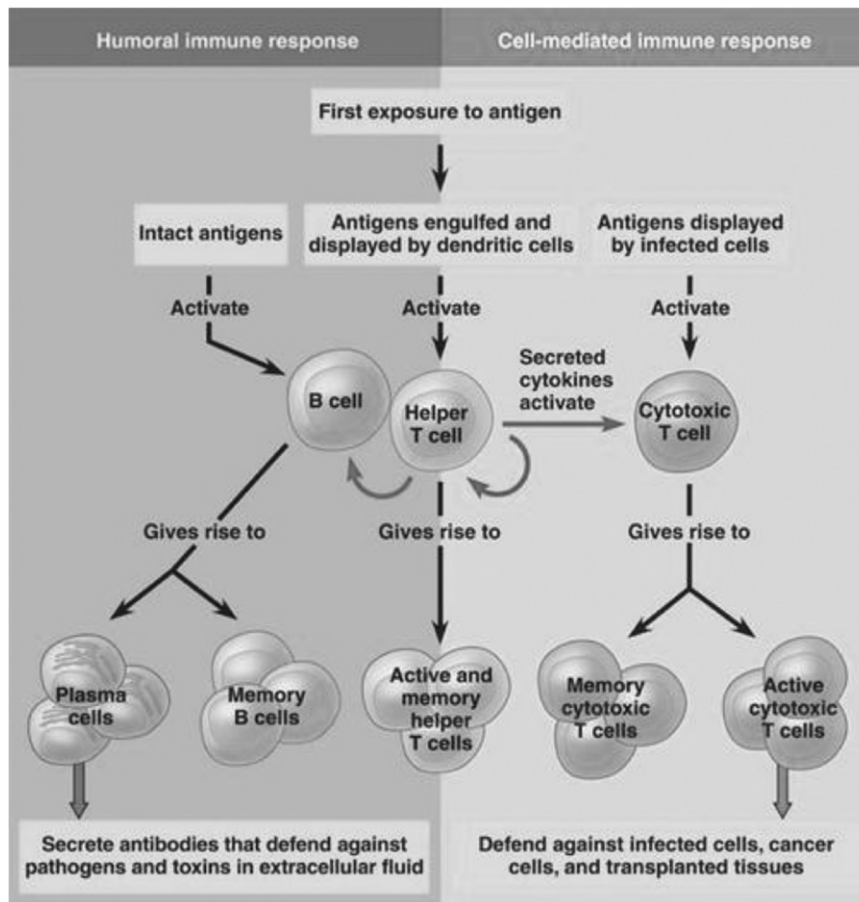 Humoral immune response
Cell-mediated immune response
First exposure to antigen
Intact antigens
Antigens engulfed and
displayed by dendritic cells
Antigens displayed
by infected cells
Activate
Activate
Activate
B cell
Helper
T cell
Secreted
cytokines
activate
Cytotoxic
T cell
Gives rise to
Gives rise to
Gives rise to
Plasma
cells
Memory
B cells
Active and
memory
helper
T cells
Memory
cytotoxic
T cells
Active
cytotoxic
T cells
Secrete antibodies that defend against
pathogens and toxins in extracellular fluid
Defend against infected cells, cancer
cells, and transplanted tissues